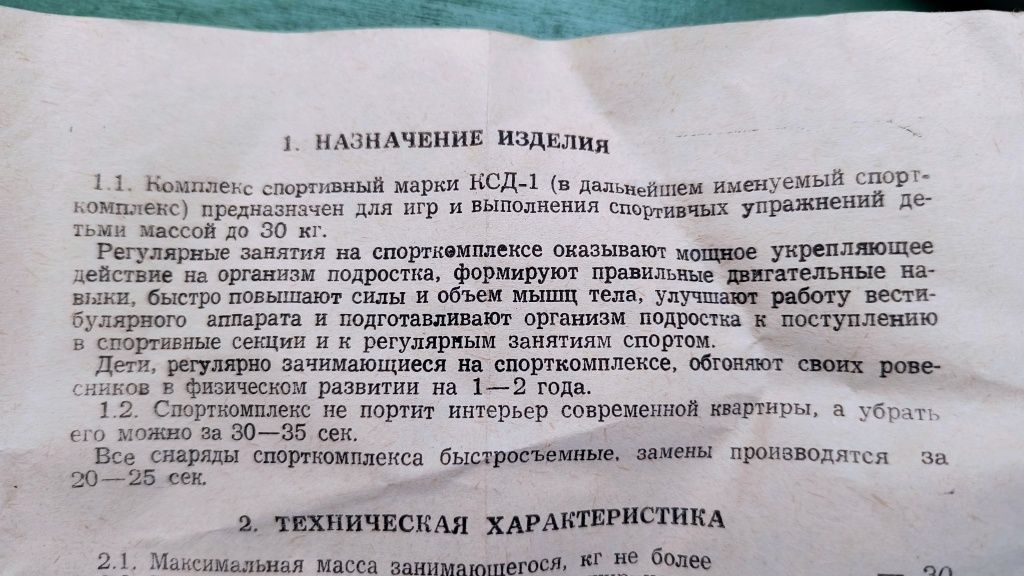 1. НАЗНАЧЕНИЕ ИЗДЕЛИЯ
1.1. Комплекс спортивный марки КСД-1 (в дальнейшем именуемый спорт-
комплекс) предназначен для игр и выполнения спортивчых упражнений де-
тьми массой до 30 кг.
Регулярные занятия на спорткомплексе оказывают мощное укрепляющее
действие на организм подростка, формируют правильные двигательные на-
выки, быстро повышают силы и объем мышц тела, улучшают работу вести-
булярного аппарата и подготавливают организм подростка к поступлению
в спортивные секции и к регулярным занятиям спортом.
Дети, регулярно зачимающиеся на спорткомплексе, обгоняют своих рове-
сников в физическом развитии на 1—2 года.
1.2. Спорткомплекс не портит интерьер современной квартиры, а убрать
его можно за 30—35 сек.
Все снаряды спорткомплекса быстросъемные, замены производятся за
20—25 сек.
2. ТЕХНИЧЕСКАЯ ХАРАКТЕРИСТИКА
2.1. Максимальная масса занимающегося, кг не более — 30